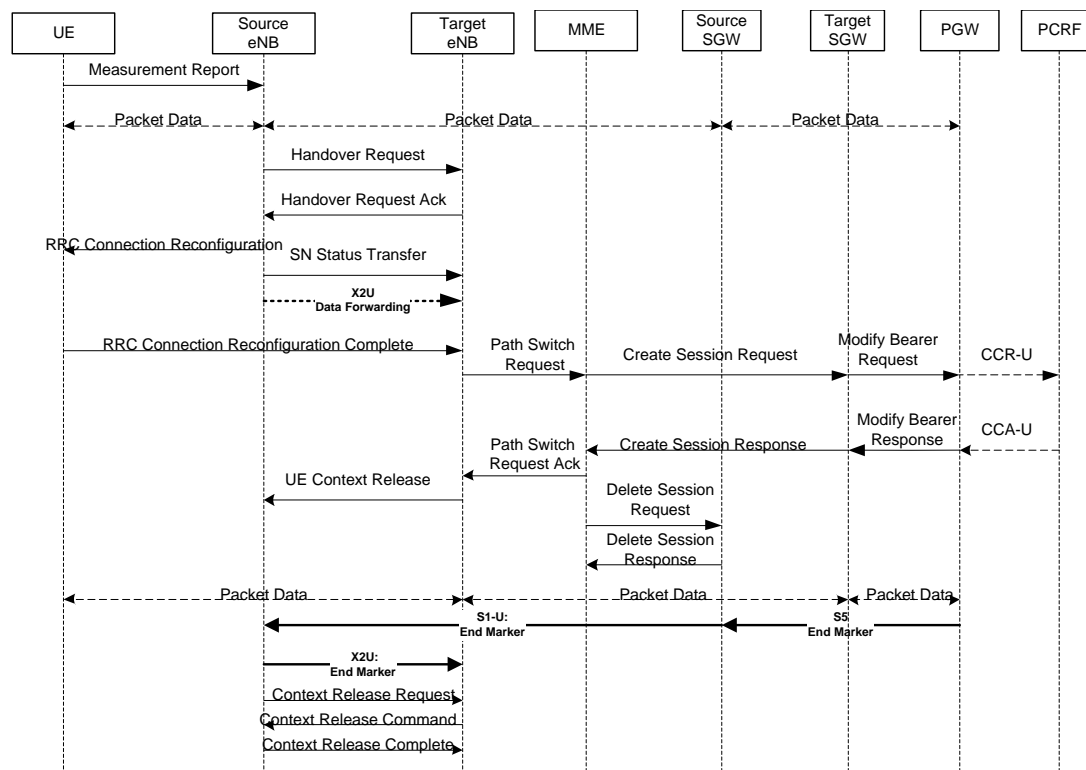 UE
Source
eNB
Target
eNB
MME
Source
SGW
Target
SGW
PGW
PCRF
Measurement Report
Packet Data
Packet Data
Packet Data
Handover Request
Handover Request Ack
RRC Connection Reconfiguration
SN Status Transfer
X2U
Data Forwarding
RRC Connection Reconfiguration Complete
Path Switch
Request
Create Session Request
Modify Bearer
Request
CCR-U
Path Switch
Request Ack
Create Session Response
Modify Bearer
Response
CCA-U
UE Context Release
Delete Session
Request
Delete Session
Response
Packet Data
Packet Data
Packet Data
S1-U:
End Marker
S5
End Marker
X2U:
End Marker
Context Release Request
Context Release Command
Context Release Complete